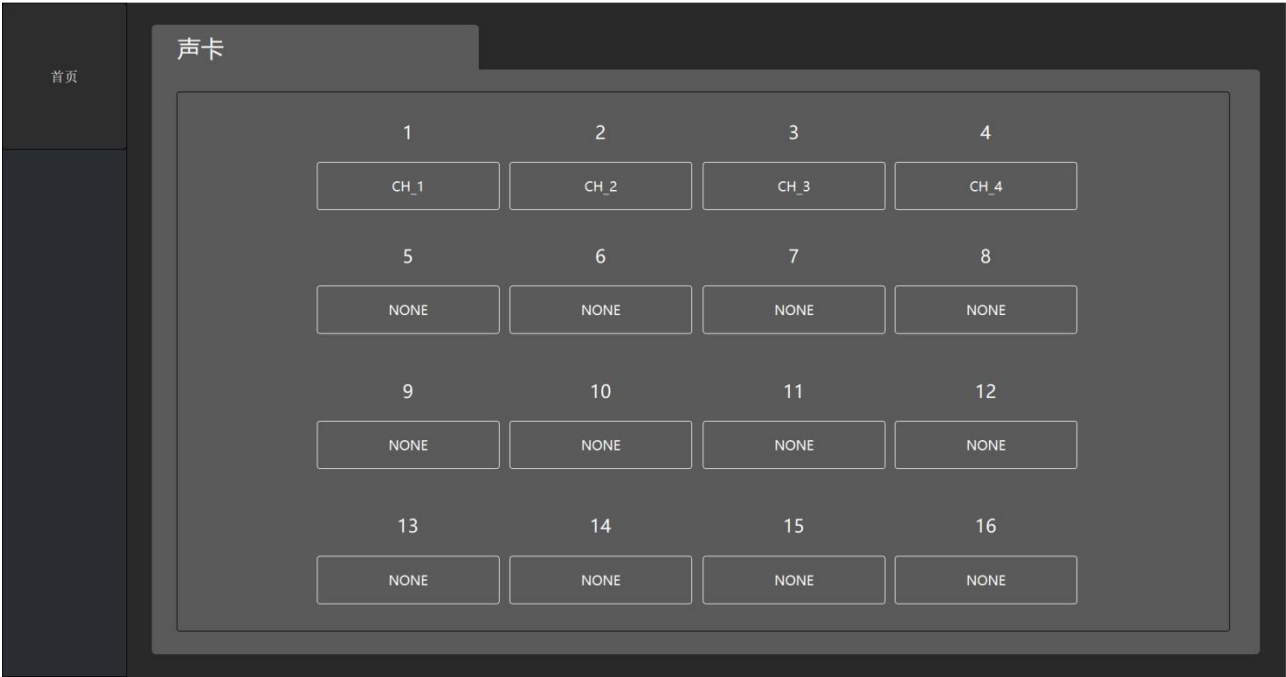 声卡
首页
1 2 3 4
CH_1 CH_2 CH_3 CH_4
5 6 7 8
NONE NONE NONE NONE
9 10 11 12
NONE NONE NONE NONE
13 14 15 16
NONE NONE NONE NONE